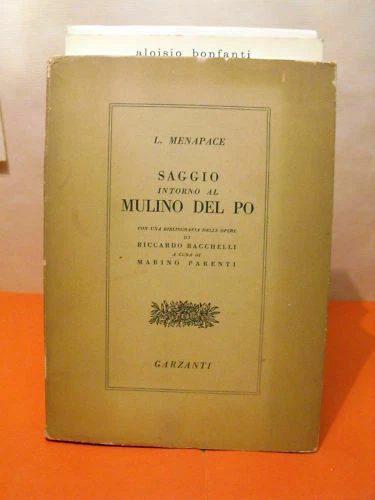 aloisio bonfanti
L. MENAPACE
SAGGIO
INTORNO AL
MULINO DEL PO
CON UNA BIBLIOGRAFIA DELLE OPERE
DI
RICCARDO BACCHELLI
A CURA DI
MARINO PARENTI
GARZANTI